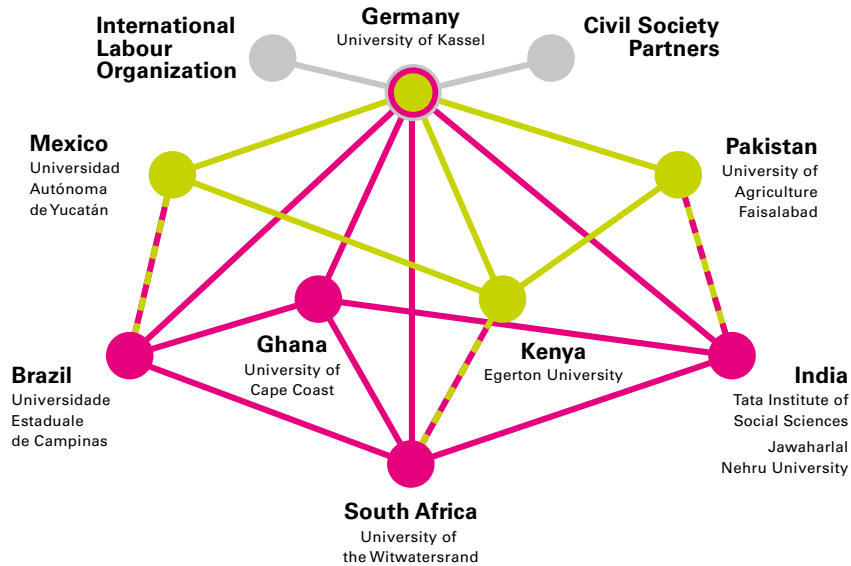 International
Labour
Organization
Germany
University of Kassel
Civil Society
Partners
Mexico
Universidad
Autónoma
de Yucatán
Pakistan
University of
Agriculture
Faisalabad
Brazil
Universidade
Estaduale
de Campinas
Ghana
University of
Cape Coast
Kenya
Egerton University
India
Tata Institute of
Social Sciences
Jawaharlal
Nehru University
South Africa
University of
the Witwatersrand